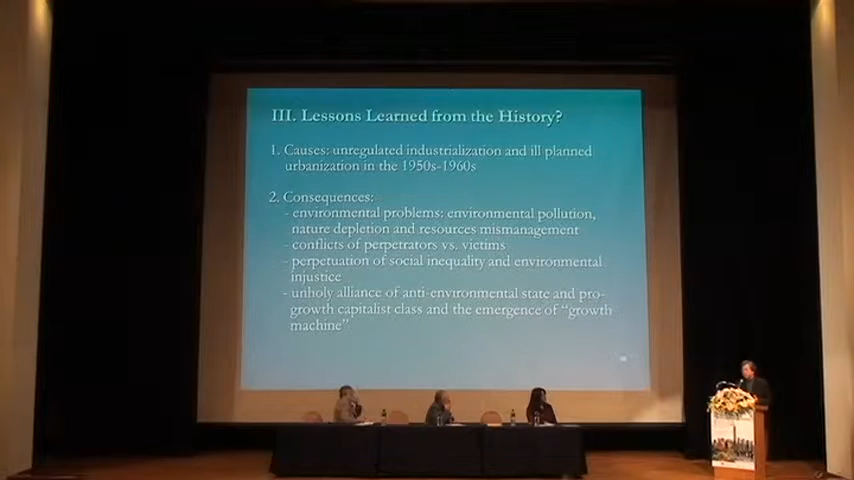 III. Lessons Learned from the History?
1. Causes: unregulated industrialization and ill planned
urbanization in the 1950s-1960s
2. Consequences:
- environmental problems: environmental pollution,
nature depletion and resources mismanagement
- conflicts of perpetrators vs. victims
- perpetuation of social inequality and environmental
injustice
- unholy alliance of anti-environmental state and pro-
growth capitalist class and the emergence of “growth
machine”